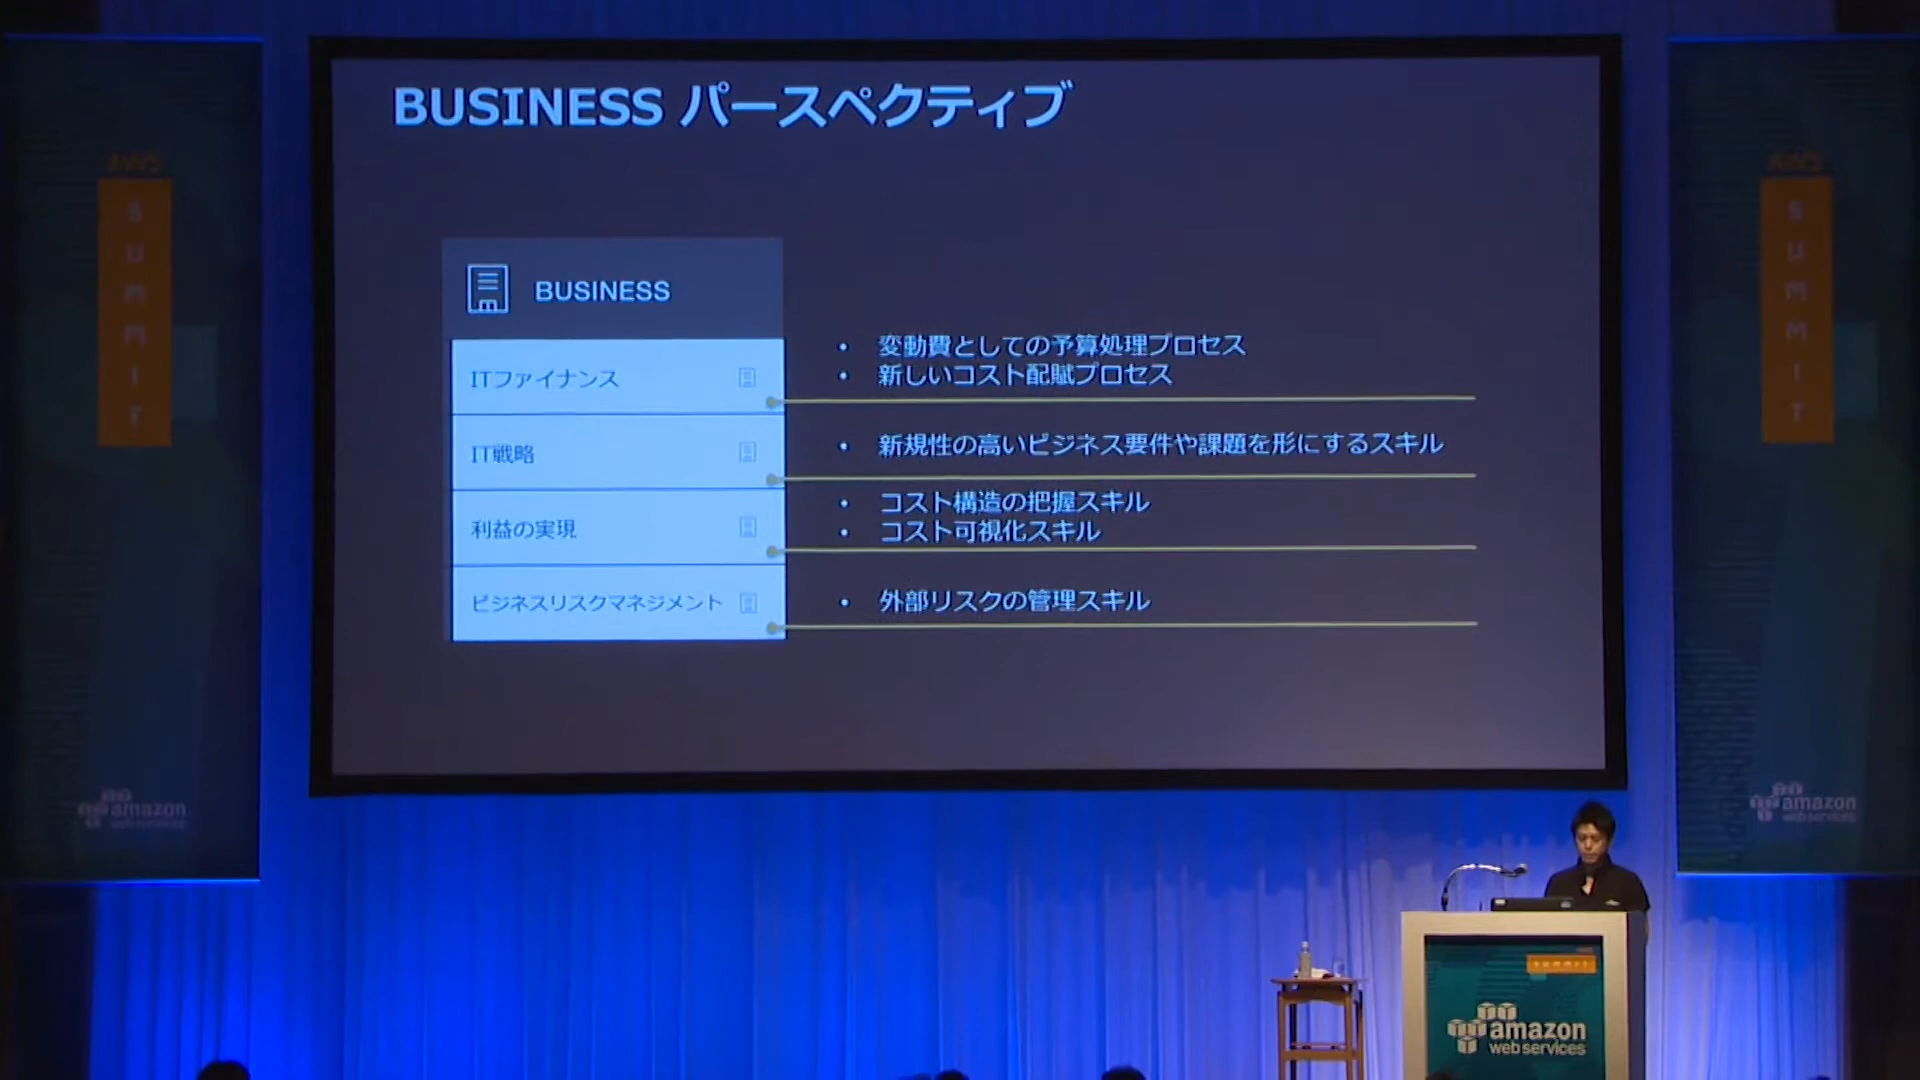 BUSINESS パースペクティブ
BUSINESS
ITファイナンス
• 変動費としての予算処理プロセス
• 新しいコスト配賦プロセス
IT戦略
• 新規性の高いビジネス要件や課題を形にするスキル
利益の実現
• コスト構造の把握スキル
• コスト可視化スキル
ビジネスリスクマネジメント
• 外部リスクの管理スキル
AWS
SUMMIT
amazon
web services
AWS
SUMMIT
amazon
web services
SUMMIT
amazon
web services